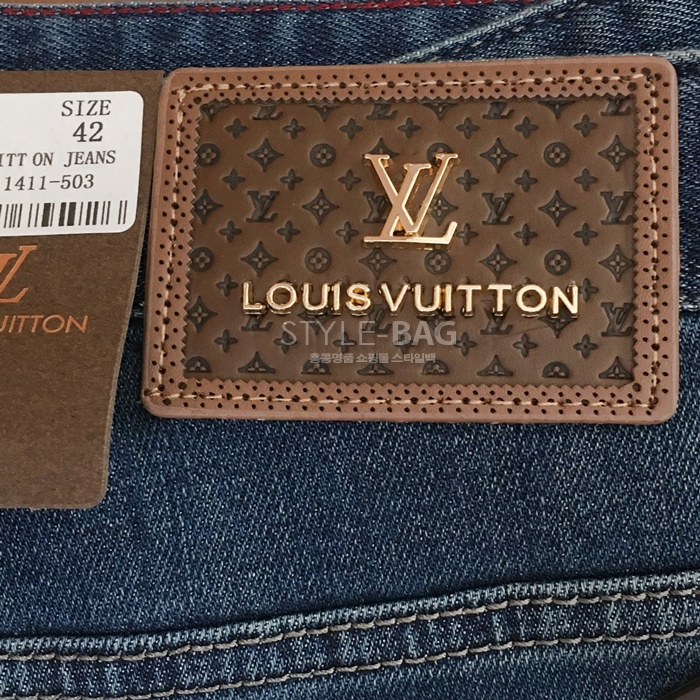 SIZE
42
ITT ON JEANS
1411-503
UITTON
LV
LOUIS VUITTON
STYLE-BAG
홍콩명품 쇼핑몰 스타일백